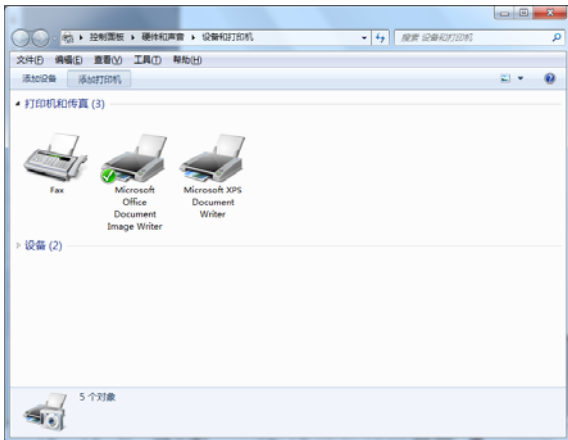 控制面板 ▸ 硬件和声音 ▸ 设备和打印机
搜索 设备和打印机
文件(F) 编辑(E) 查看(V) 工具(T) 帮助(H)
添加设备 添加打印机
打印机和传真 (3)
Fax
Microsoft Office Document Image Writer
Microsoft XPS Document Writer
设备 (2)
5 个对象